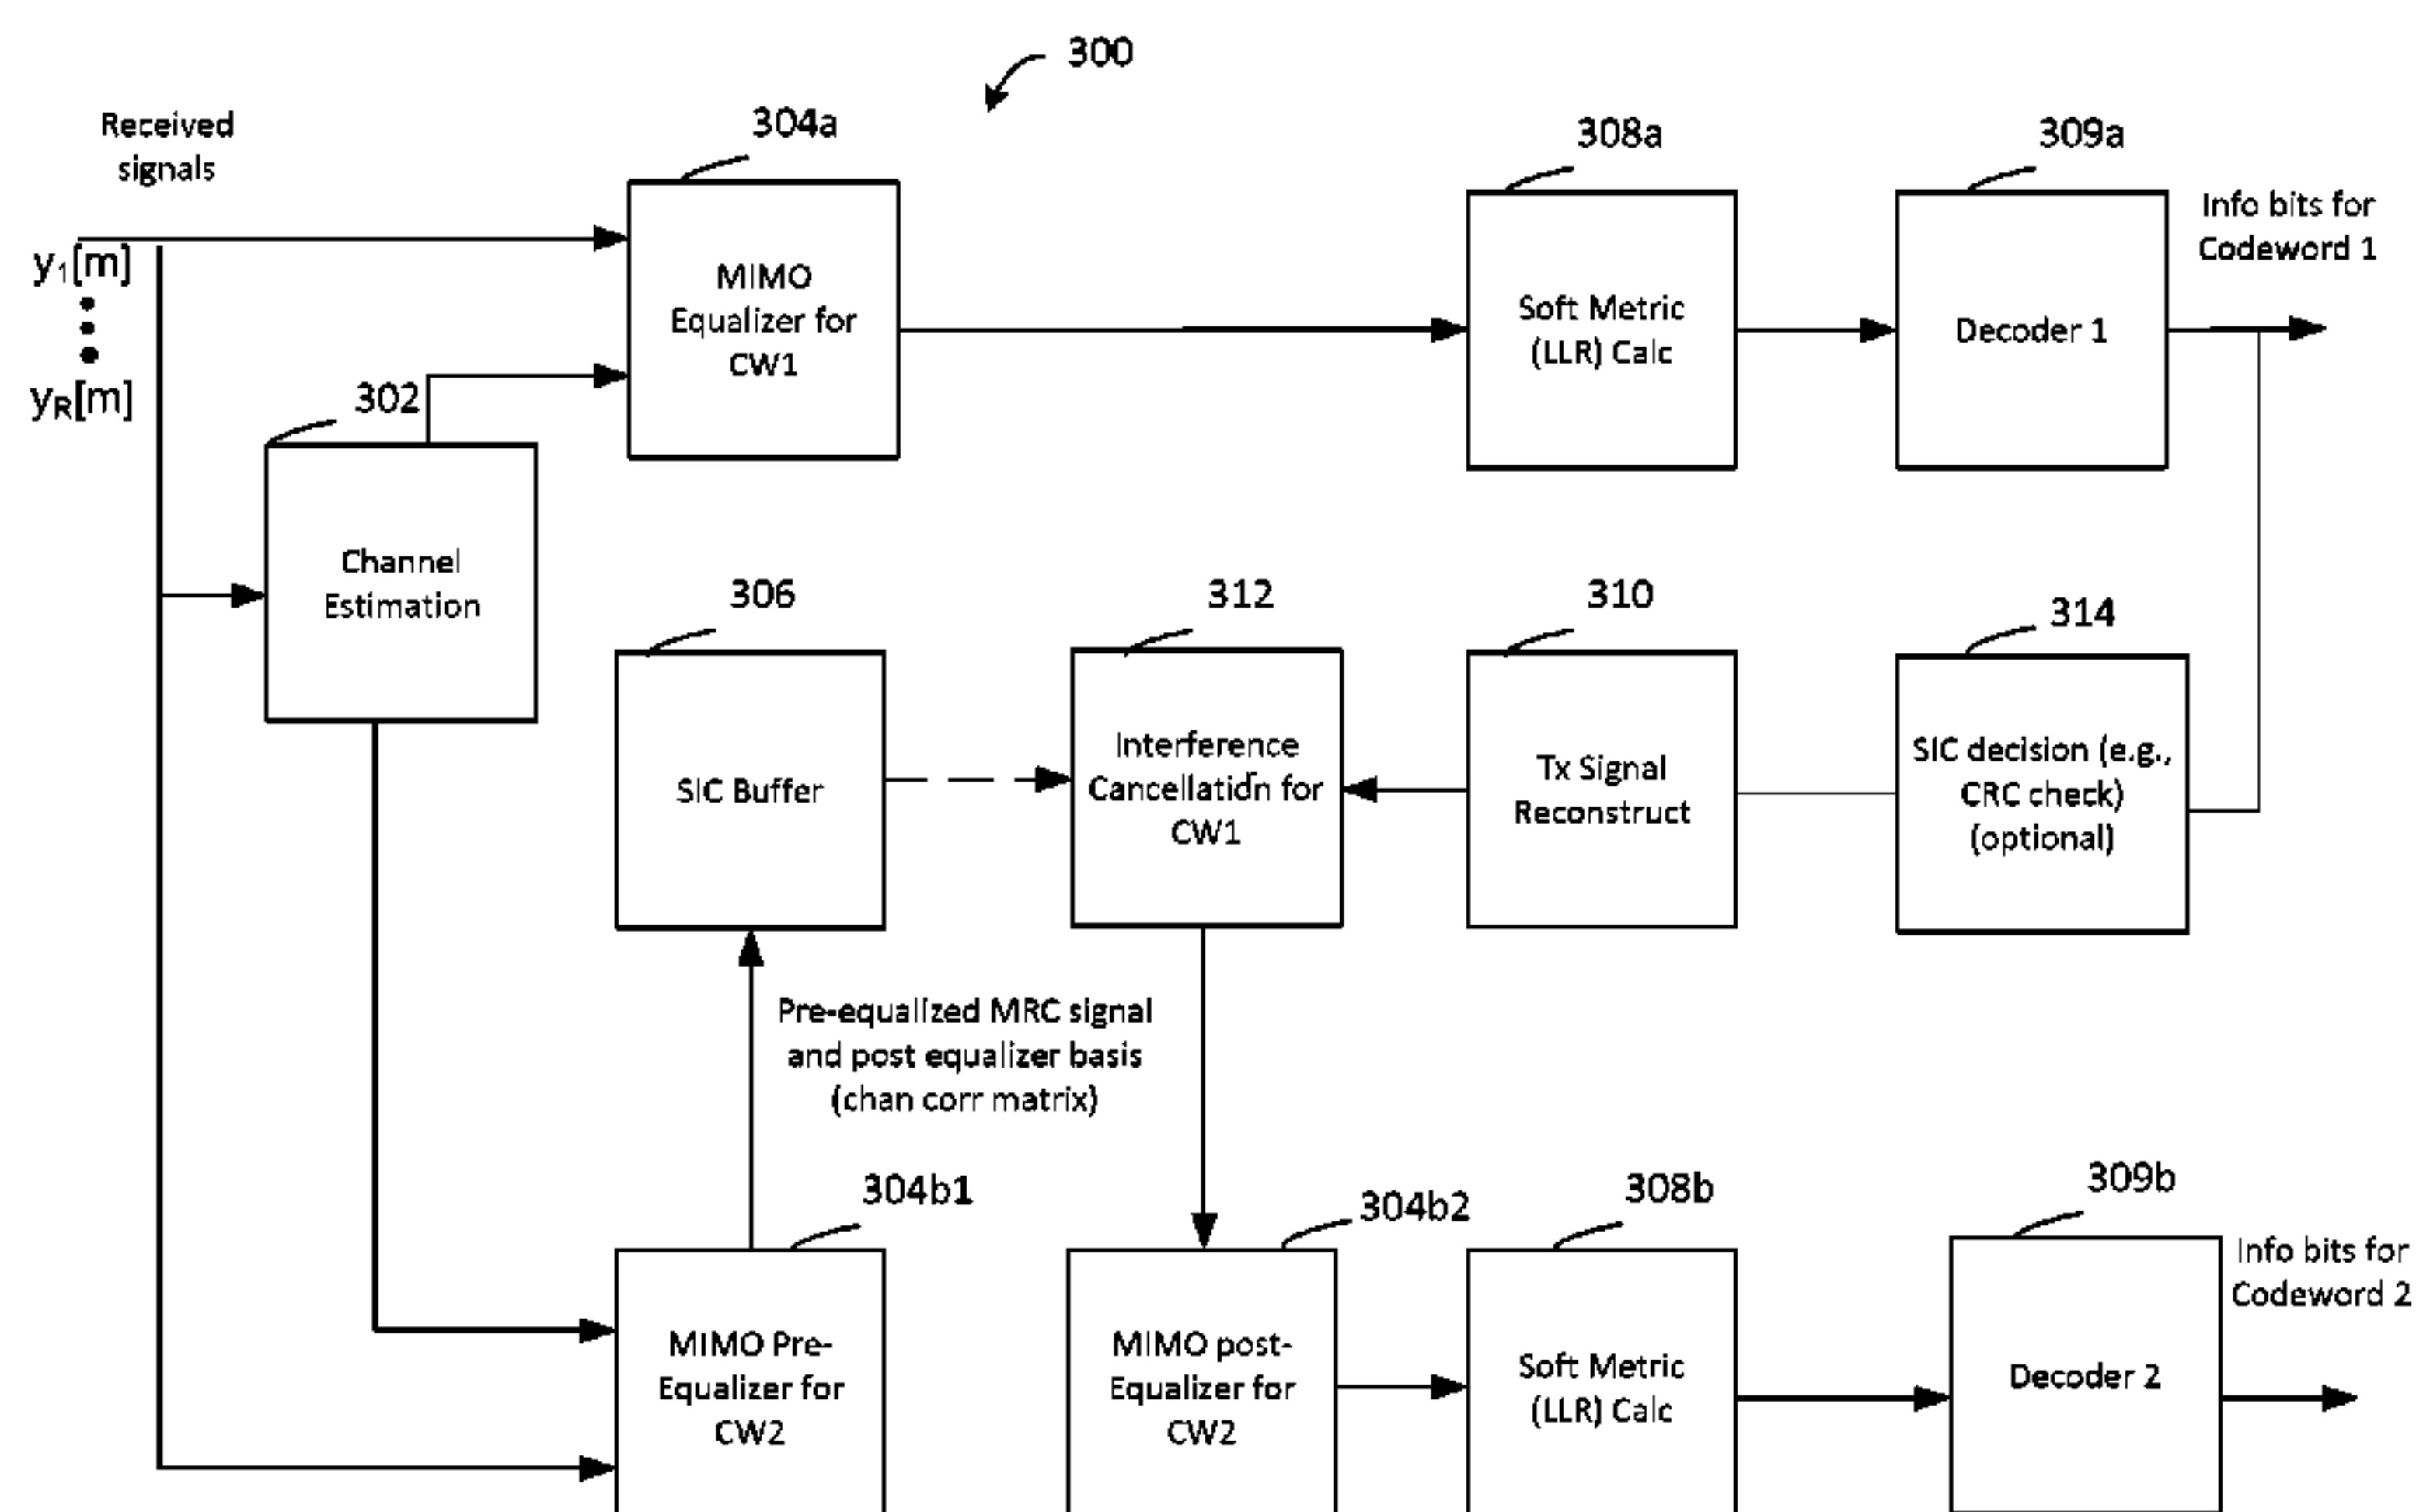 300
Received
signals
304a
308a
309a
Info bits for
Codeword 1
y1[m]
yR[m]
MIMO
Equalizer for
CW1
Soft Metric
(LLR) Calc
Decoder 1
302
Channel
Estimation
306
312
310
314
SIC Buffer
Interference
Cancellation for
CW1
Tx Signal
Reconstruct
SIC decision (e.g.,
CRC check)
(optional)
Pre-equalized MRC signal
and post equalizer basis
(chan corr matrix)
304b1
304b2
308b
309b
Info bits for
Codeword 2
MIMO Pre-
Equalizer for
CW2
MIMO post-
Equalizer for
CW2
Soft Metric
(LLR) Calc
Decoder 2